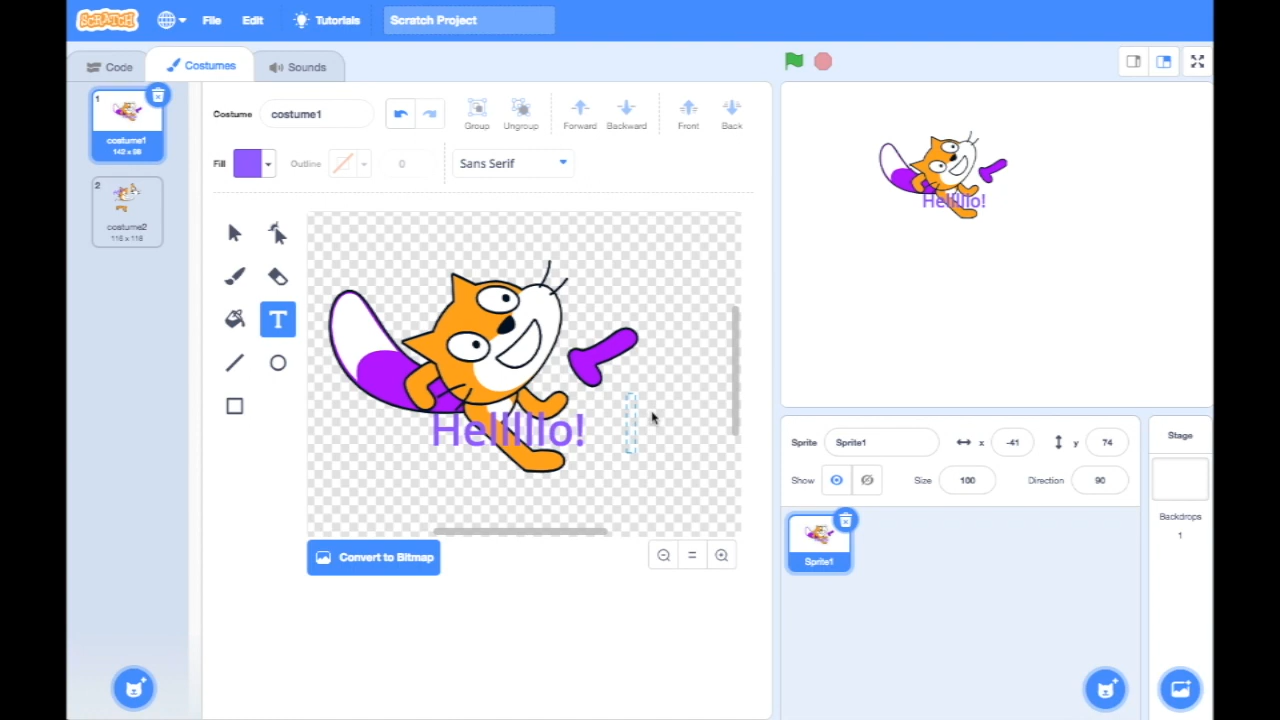 SCRATCH File Edit Tutorials Scratch Project
Code Costumes Sounds
1
costume1
142 x 98
2
costume2
116 x 118
Costume costume1 Group Ungroup Forward Backward Front Back
Fill Outline 0 Sans Serif
T
Helllllo!
Convert to Bitmap
Helllllo!
Sprite Sprite1 x -41 y 74
Show Size 100 Direction 90
Sprite1
Stage
Backdrops
1